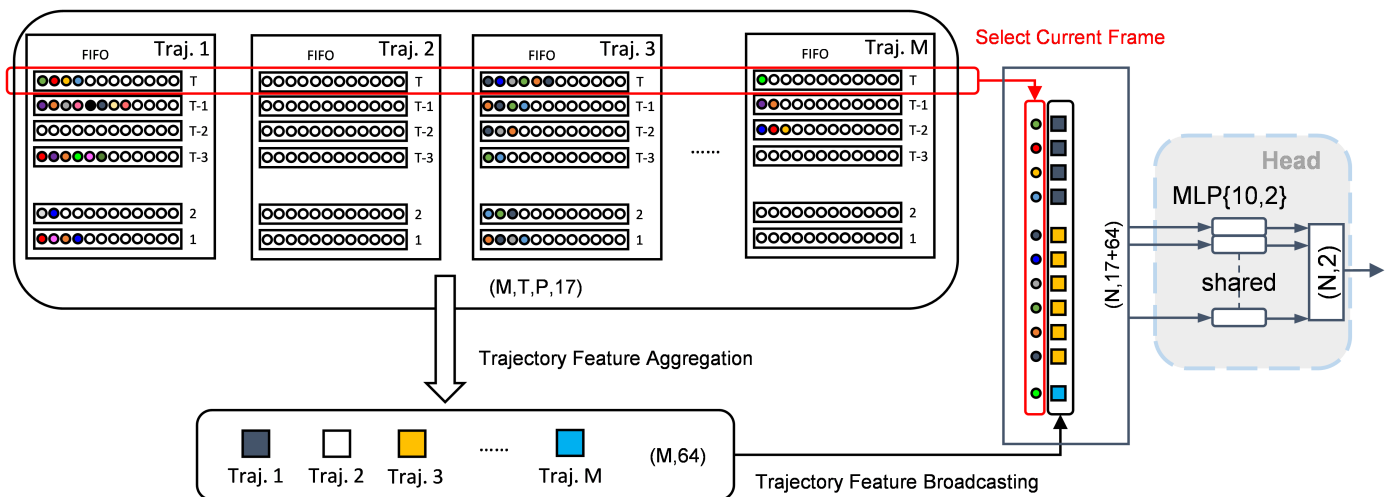 Traj. 1
FIFO
T
T-1
T-2
T-3
2
1
Traj. 2
FIFO
T
T-1
T-2
T-3
2
1
Traj. 3
FIFO
T
T-1
T-2
T-3
2
1
......
Traj. M
FIFO
T
T-1
T-2
T-3
2
1
(M,T,P,17)
Select Current Frame
Trajectory Feature Aggregation
Traj. 1
Traj. 2
Traj. 3
......
Traj. M
(M,64)
Trajectory Feature Broadcasting
(N,17+64)
Head
MLP{10,2}
shared
(N,2)